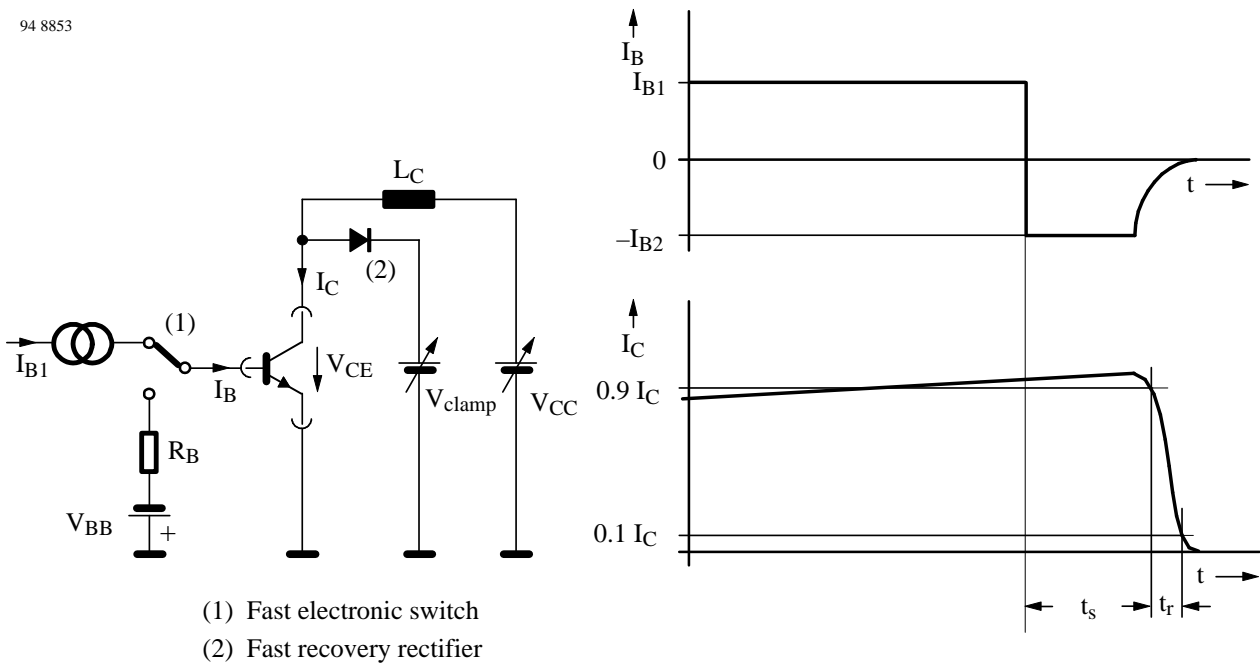 94 8853
L_C
(2)
I_C
(1)
I_B1
I_B
V_CE
V_clamp
V_CC
R_B
V_BB
+
(1) Fast electronic switch
(2) Fast recovery rectifier
I_B
I_B1
0
t
–I_B2
I_C
0.9 I_C
0.1 I_C
t
t_s
t_r